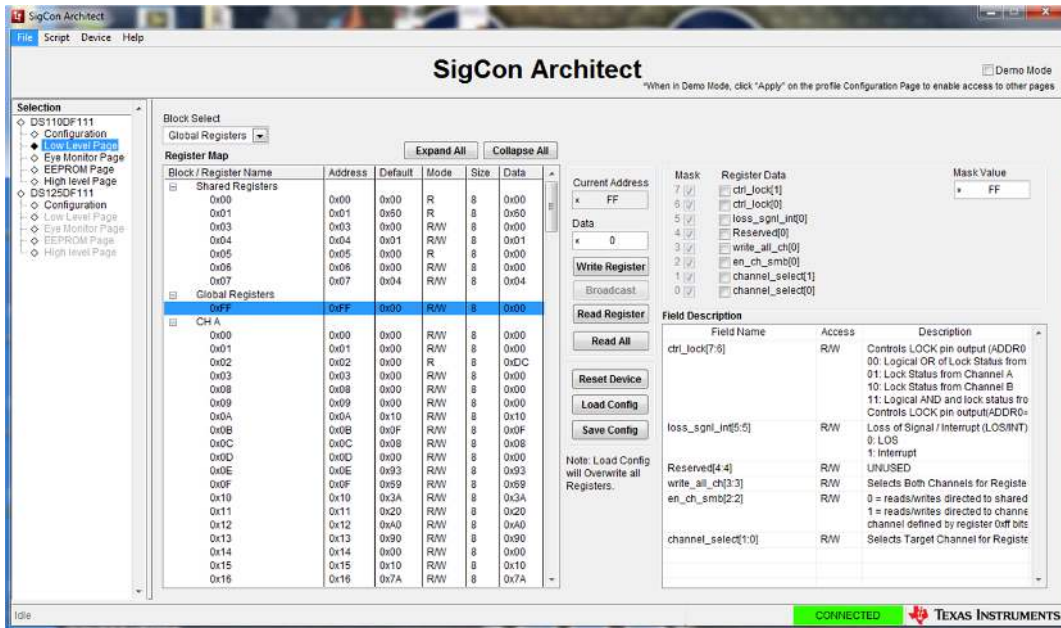 SigCon Architect
File Script Device Help
SigCon Architect
Demo Mode
*When in Demo Mode, click "Apply" on the profile Configuration Page to enable access to other pages
Selection
DS110DF111
Configuration
Low Level Page
Eye Monitor Page
EEPROM Page
High level Page
DS125DF111
Configuration
Low Level Page
Eye Monitor Page
EEPROM Page
High level Page
Block Select
Global Registers
Register Map
Expand All Collapse All
Block / Register Name Address Default Mode Size Data
Shared Registers
0x00 0x00 0x00 R 8 0x00
0x01 0x01 0x60 R 8 0x60
0x03 0x03 0x00 R/W 8 0x00
0x04 0x04 0x01 R/W 8 0x01
0x05 0x05 0x00 R 8 0x00
0x06 0x06 0x00 R/W 8 0x00
0x07 0x07 0x04 R/W 8 0x04
Global Registers
0xFF 0xFF 0x00 R/W 8 0x00
CH A
0x00 0x00 0x00 R/W 8 0x00
0x01 0x01 0x00 R/W 8 0x00
0x02 0x02 0x00 R 8 0xDC
0x03 0x03 0x00 R/W 8 0x00
0x08 0x08 0x00 R/W 8 0x00
0x09 0x09 0x00 R/W 8 0x00
0x0A 0x0A 0x10 R/W 8 0x10
0x0B 0x0B 0x0F R/W 8 0x0F
0x0C 0x0C 0x08 R/W 8 0x08
0x0D 0x0D 0x00 R/W 8 0x00
0x0E 0x0E 0x93 R/W 8 0x93
0x0F 0x0F 0x69 R/W 8 0x69
0x10 0x10 0x3A R/W 8 0x3A
0x11 0x11 0x20 R/W 8 0x20
0x12 0x12 0xA0 R/W 8 0xA0
0x13 0x13 0x90 R/W 8 0x90
0x14 0x14 0x00 R/W 8 0x00
0x15 0x15 0x10 R/W 8 0x10
0x16 0x16 0x7A R/W 8 0x7A
Current Address
x FF
Data
x 0
Write Register
Broadcast
Read Register
Read All
Reset Device
Load Config
Save Config
Note: Load Config
will Overwrite all
Registers.
Mask Register Data
7 ctrl_lock[1]
6 ctrl_lock[0]
5 loss_sgnl_int[0]
4 Reserved[0]
3 write_all_ch[0]
2 en_ch_smb[0]
1 channel_select[1]
0 channel_select[0]
Mask Value
x FF
Field Description
Field Name Access Description
ctrl_lock[7:6] R/W Controls LOCK pin output (ADDR0
00: Logical OR of Lock Status from
01: Lock Status from Channel A
10: Lock Status from Channel B
11: Logical AND and lock status fro
Controls LOCK pin output(ADDR0=
loss_sgnl_int[5:5] R/W Loss of Signal / Interrupt (LOS/INT)
0: LOS
1: Interrupt
Reserved[4:4] R/W UNUSED
write_all_ch[3:3] R/W Selects Both Channels for Registe
en_ch_smb[2:2] R/W 0 = reads/writes directed to shared
1 = reads/writes directed to channe
channel defined by register 0xff bits
channel_select[1:0] R/W Selects Target Channel for Registe
Idle
CONNECTED
TEXAS INSTRUMENTS